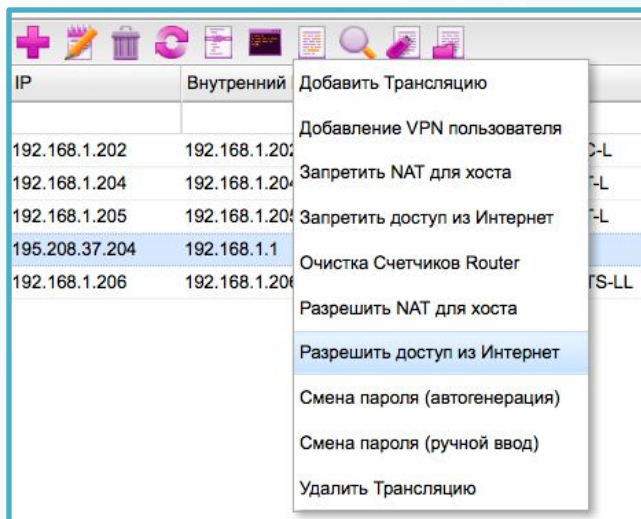 IP Внутренний
Добавить Трансляцию
Добавление VPN пользователя
192.168.1.202 192.168.1.202 C-L
Запретить NAT для хоста
192.168.1.204 192.168.1.204 T-L
192.168.1.205 192.168.1.205 Запретить доступ из Интернет T-L
195.208.37.204 192.168.1.1
Очистка Счетчиков Router
192.168.1.206 192.168.1.206 TS-LL
Разрешить NAT для хоста
Разрешить доступ из Интернет
Смена пароля (автогенерация)
Смена пароля (ручной ввод)
Удалить Трансляцию